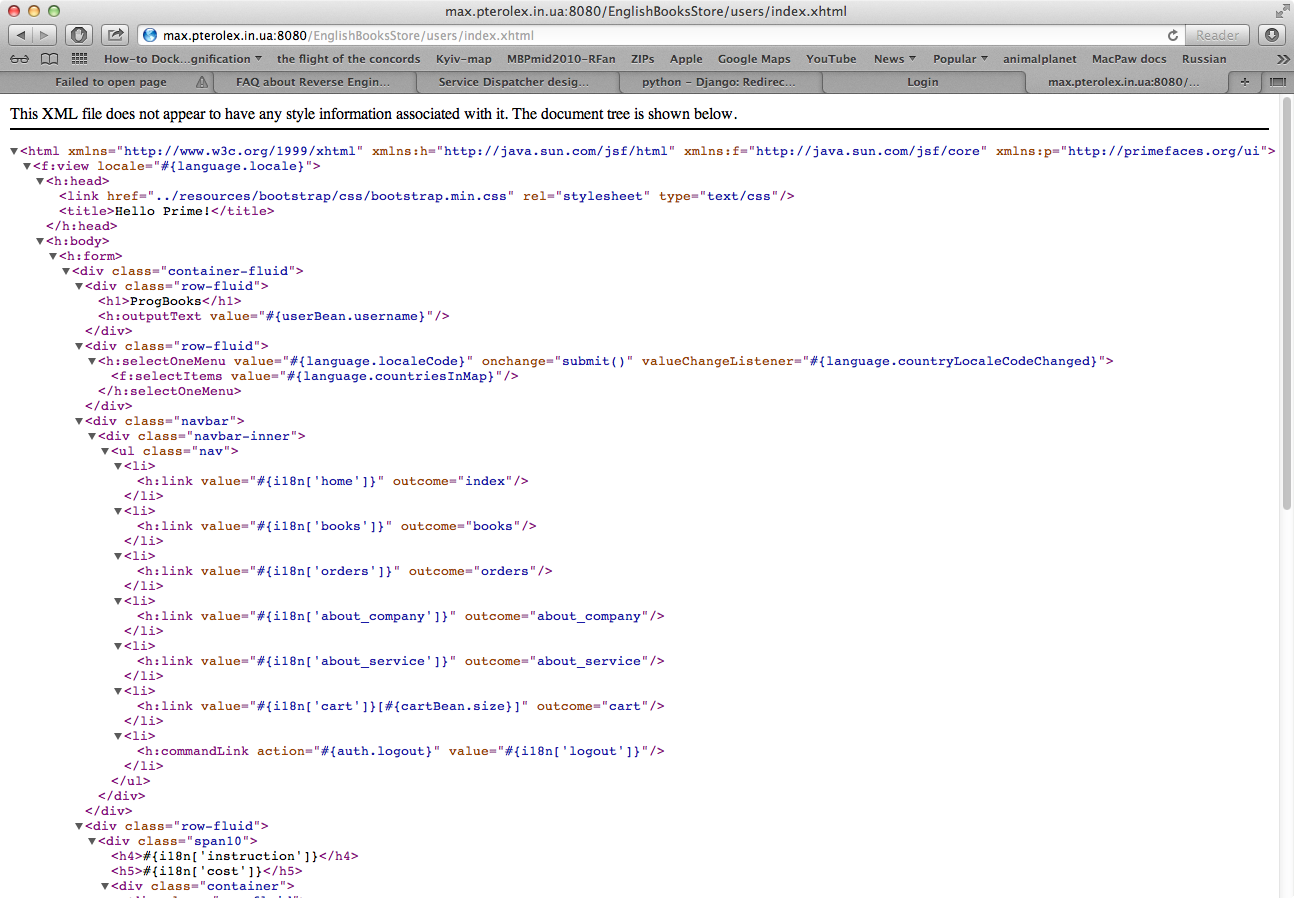 max.pterolex.in.ua:8080/EnglishBooksStore/users/index.xhtml
max.pterolex.in.ua:8080/EnglishBooksStore/users/index.xhtml Reader
How-to Dock...gnification the flight of the concords Kyiv-map MBPmid2010-RFan ZIPs Apple Google Maps YouTube News Popular animalplanet MacPaw docs Russian
Failed to open page FAQ about Reverse Engin... Service Dispatcher desig... python - Django: Redirec... Login max.pterolex.in.ua:8080/...
This XML file does not appear to have any style information associated with it. The document tree is shown below.
<html xmlns="http://www.w3c.org/1999/xhtml" xmlns:h="http://java.sun.com/jsf/html" xmlns:f="http://java.sun.com/jsf/core" xmlns:p="http://primefaces.org/ui">
<f:view locale="#{language.locale}">
<h:head>
<link href="../resources/bootstrap/css/bootstrap.min.css" rel="stylesheet" type="text/css"/>
<title>Hello Prime!</title>
</h:head>
<h:body>
<h:form>
<div class="container-fluid">
<div class="row-fluid">
<h1>ProgBooks</h1>
<h:outputText value="#{userBean.username}"/>
</div>
<div class="row-fluid">
<h:selectOneMenu value="#{language.localeCode}" onchange="submit()" valueChangeListener="#{language.countryLocaleCodeChanged}">
<f:selectItems value="#{language.countriesInMap}"/>
</h:selectOneMenu>
</div>
<div class="navbar">
<div class="navbar-inner">
<ul class="nav">
<li>
<h:link value="#{i18n['home']}" outcome="index"/>
</li>
<li>
<h:link value="#{i18n['books']}" outcome="books"/>
</li>
<li>
<h:link value="#{i18n['orders']}" outcome="orders"/>
</li>
<li>
<h:link value="#{i18n['about_company']}" outcome="about_company"/>
</li>
<li>
<h:link value="#{i18n['about_service']}" outcome="about_service"/>
</li>
<li>
<h:link value="#{i18n['cart']}[#{cartBean.size}]" outcome="cart"/>
</li>
<li>
<h:commandLink action="#{auth.logout}" value="#{i18n['logout']}"/>
</li>
</ul>
</div>
</div>
<div class="row-fluid">
<div class="span10">
<h4>#{i18n['instruction']}</h4>
<h5>#{i18n['cost']}</h5>
<div class="container">